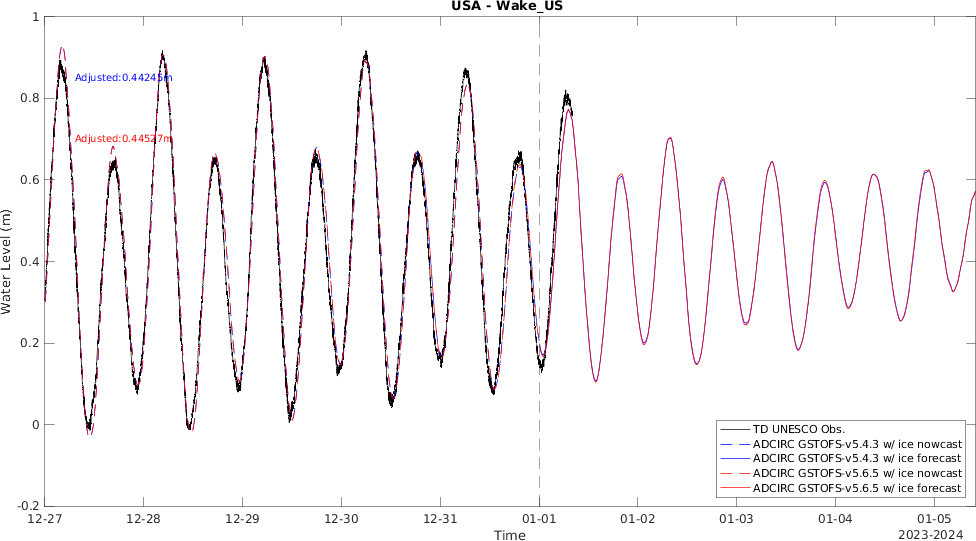 USA - Wake_US
1
0.8
0.6
0.4
0.2
0
-0.2
Water Level (m)
Adjusted:0.44245m
Adjusted:0.44527m
TD UNESCO Obs.
ADCIRC GSTOFS-v5.4.3 w/ ice nowcast
ADCIRC GSTOFS-v5.4.3 w/ ice forecast
ADCIRC GSTOFS-v5.6.5 w/ ice nowcast
ADCIRC GSTOFS-v5.6.5 w/ ice forecast
12-27 12-28 12-29 12-30 12-31 01-01 01-02 01-03 01-04 01-05
Time
2023-2024